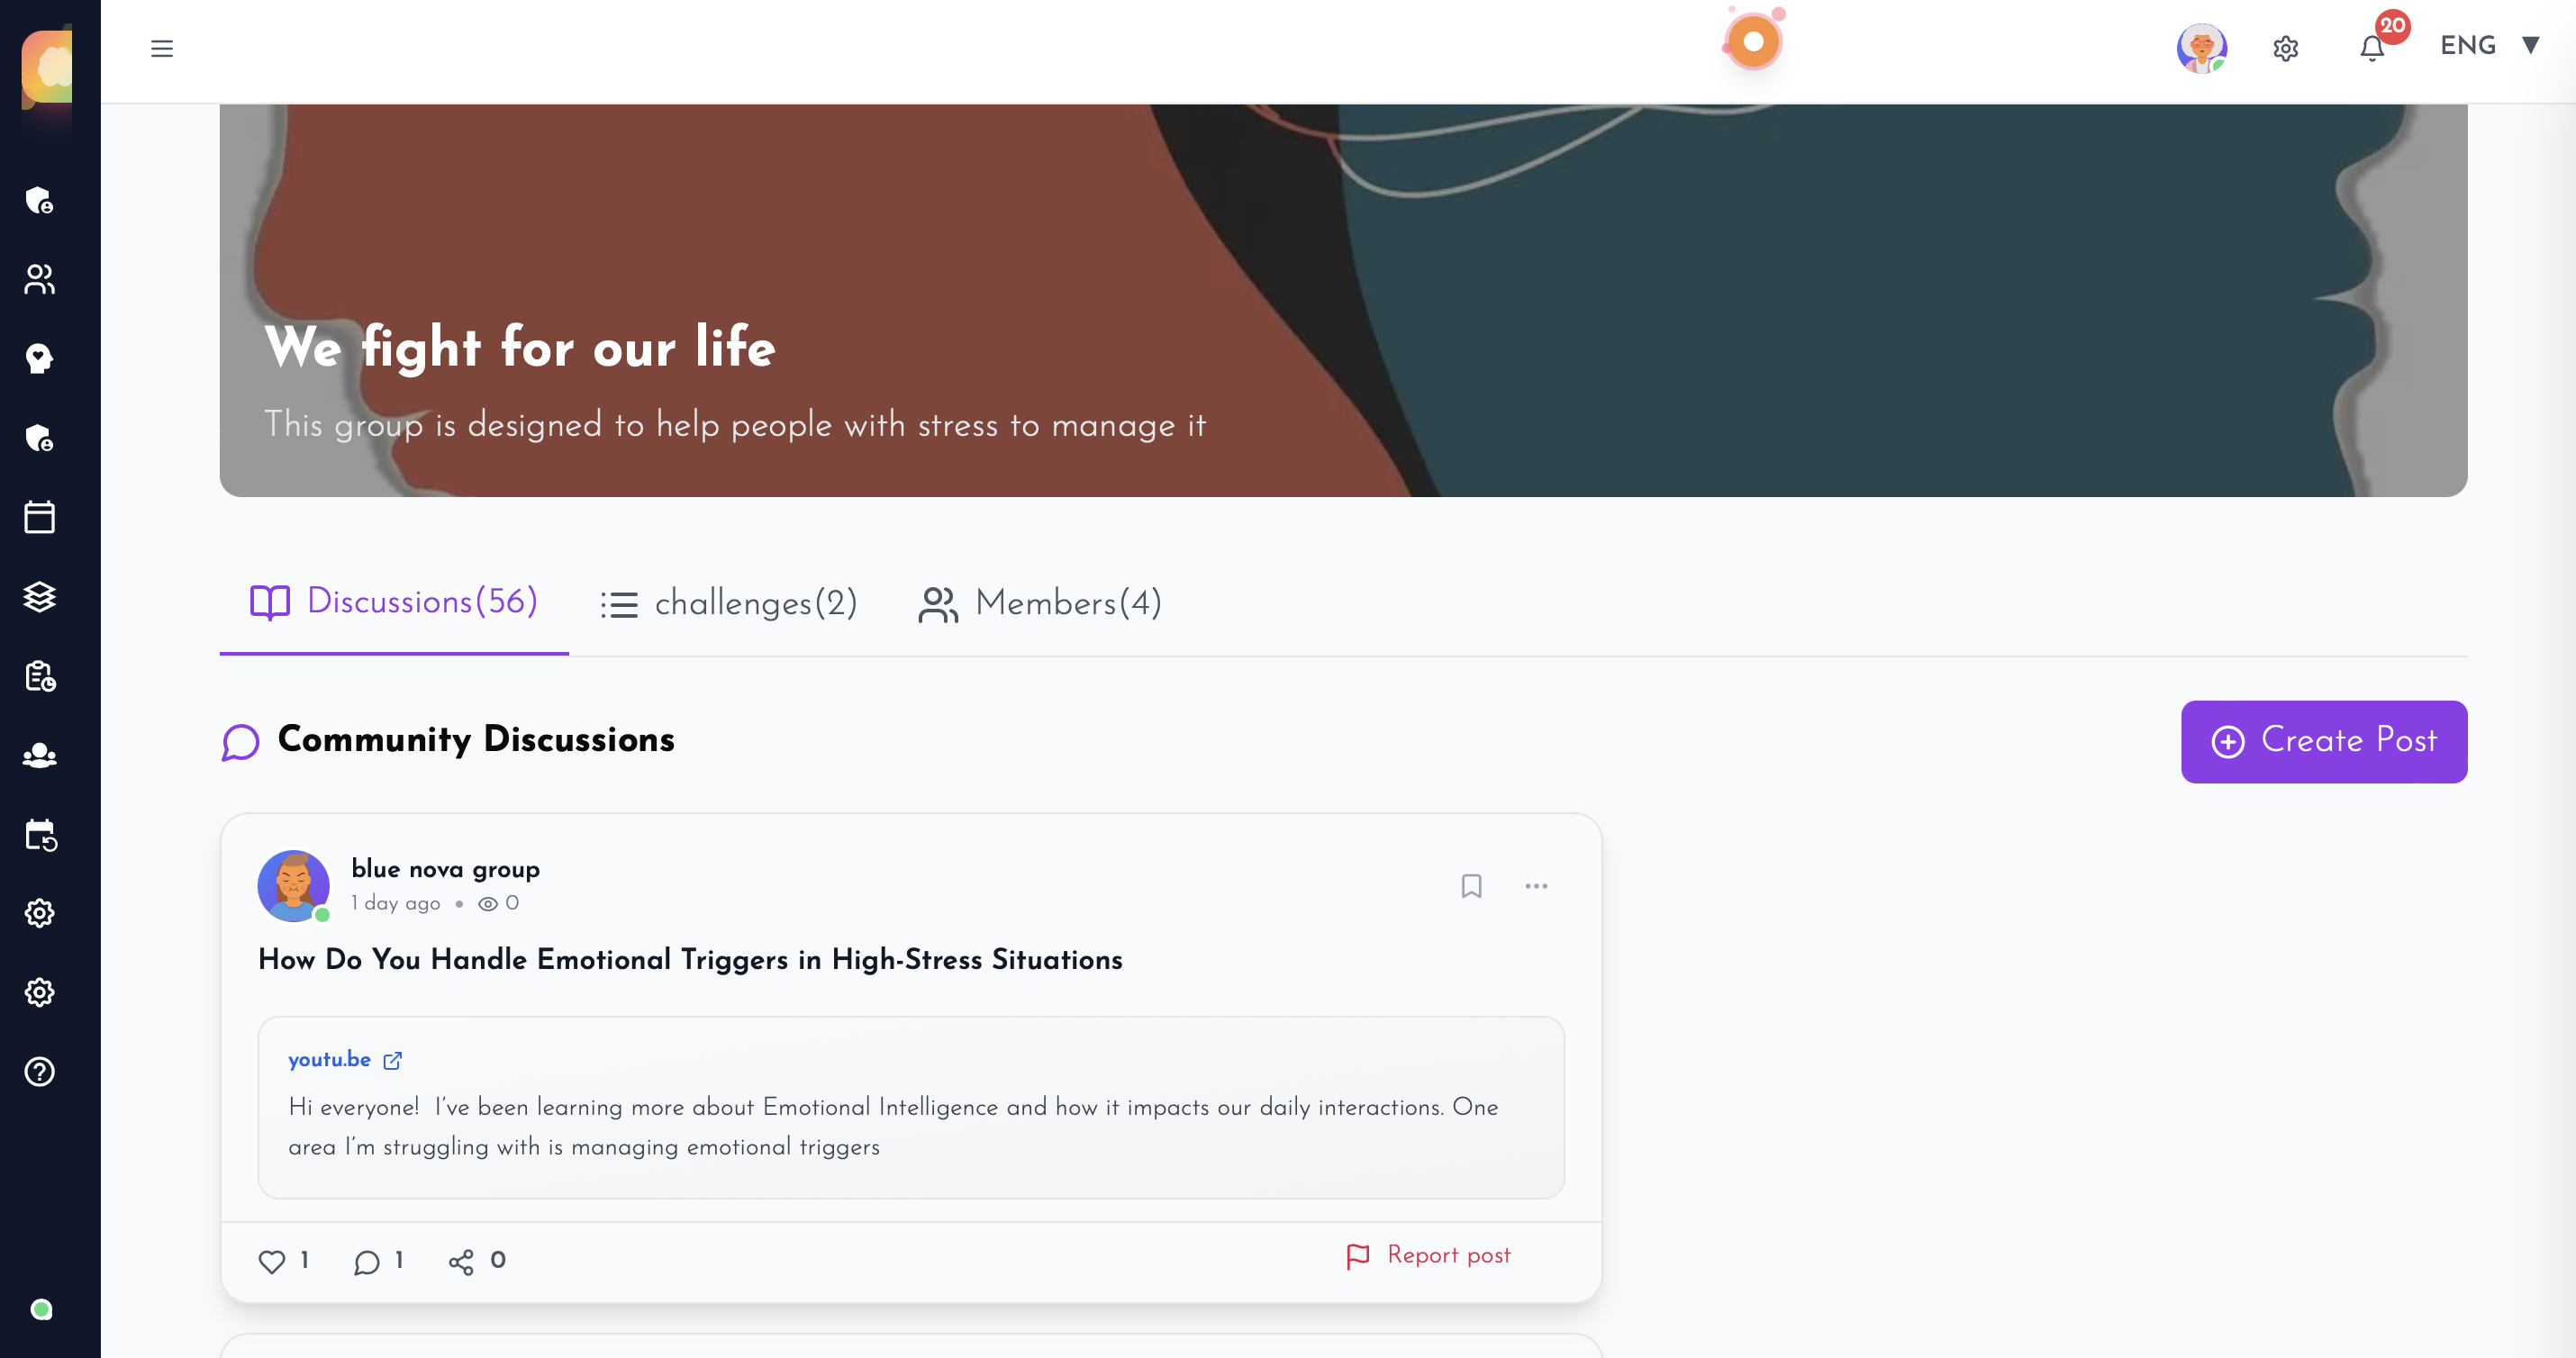 20
ENG
We fight for our life
This group is designed to help people with stress to manage it
Discussions(56)
challenges(2)
Members(4)
Community Discussions
Create Post
blue nova group
1 day ago • 0
How Do You Handle Emotional Triggers in High-Stress Situations
youtu.be
Hi everyone!  I've been learning more about Emotional Intelligence and how it impacts our daily interactions. One
area I'm struggling with is managing emotional triggers
1
1
0
Report post